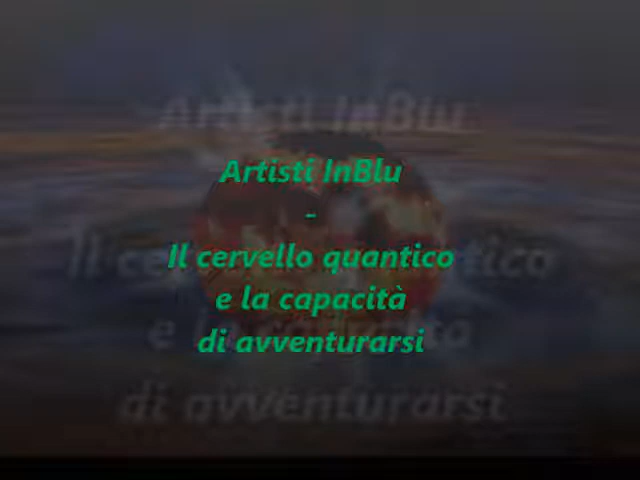 Artisti InBlu
-
Il cervello quantico
e la capacità
di avventurarsi